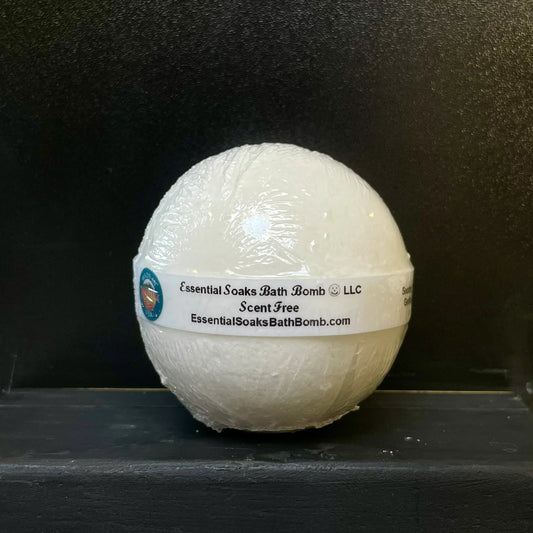 Essential Soaks Bath Bomb ☺ LLC
Scent Free
EssentialSoaksBathBomb.com